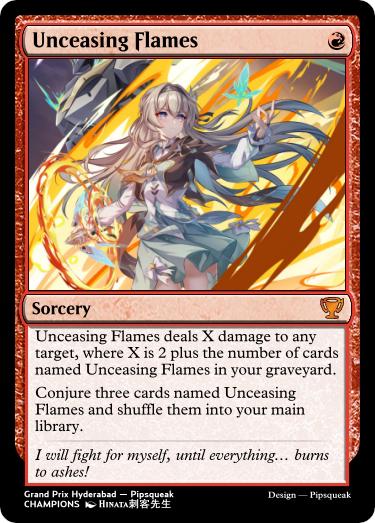 Unceasing Flames
Sorcery
Unceasing Flames deals X damage to any
target, where X is 2 plus the number of cards
named Unceasing Flames in your graveyard.
Conjure three cards named Unceasing
Flames and shuffle them into your main
library.
I will fight for myself, until everything… burns
to ashes!
Grand Prix Hyderabad — Pipsqueak
Design — Pipsqueak
CHAMPIONS HINATA刺客先生